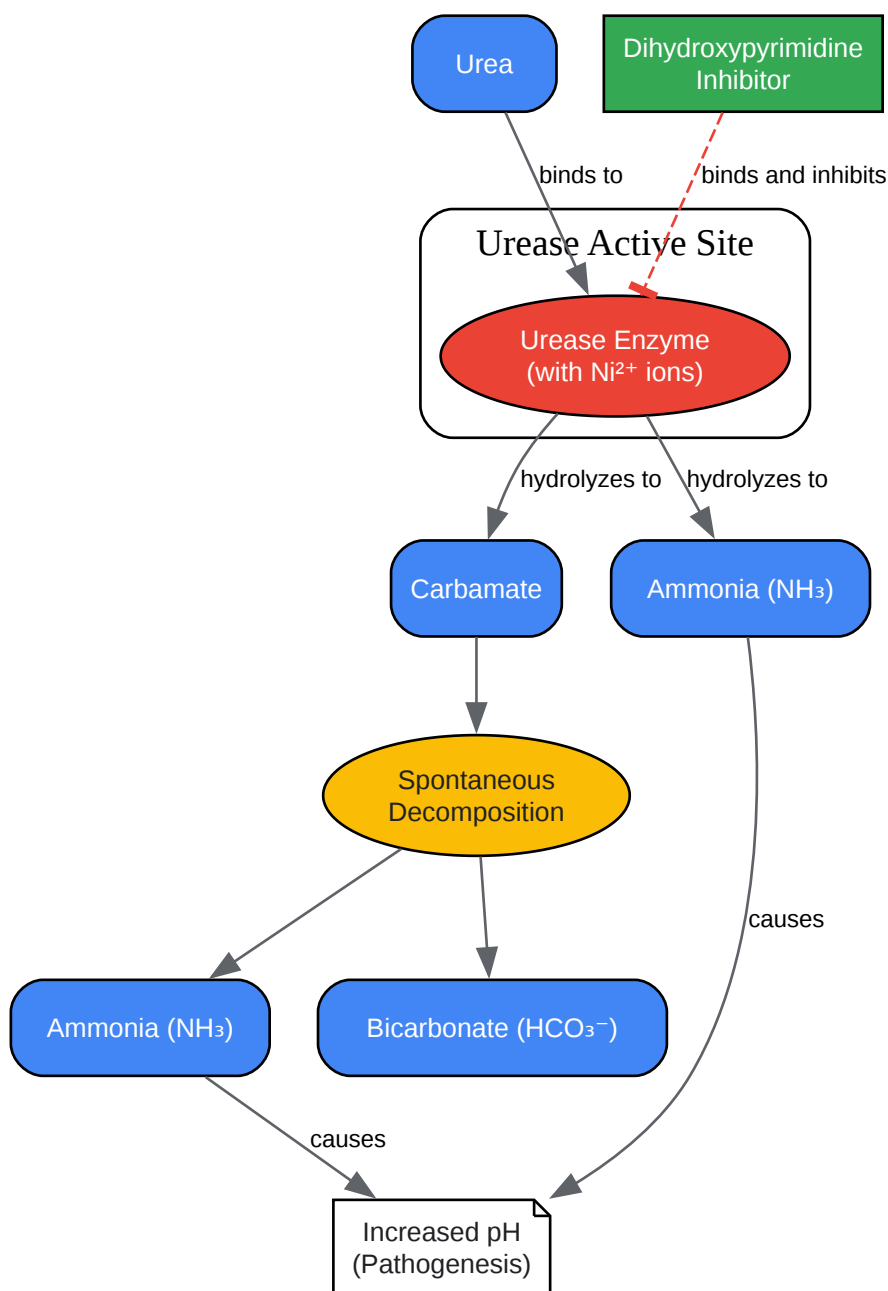 Urea
Dihydroxypyrimidine
Inhibitor
binds to
binds and inhibits
Urease Active Site
Urease Enzyme
(with Ni²⁺ ions)
hydrolyzes to
hydrolyzes to
Carbamate
Ammonia (NH₃)
Spontaneous
Decomposition
causes
Ammonia (NH₃)
Bicarbonate (HCO₃⁻)
causes
Increased pH
(Pathogenesis)